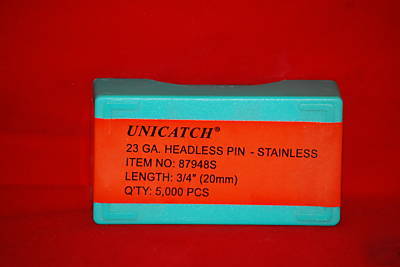 UNICATCH®
23 GA. HEADLESS PIN - STAINLESS
ITEM NO: 87948S
LENGTH: 3/4" (20mm)
Q'TY: 5,000 PCS